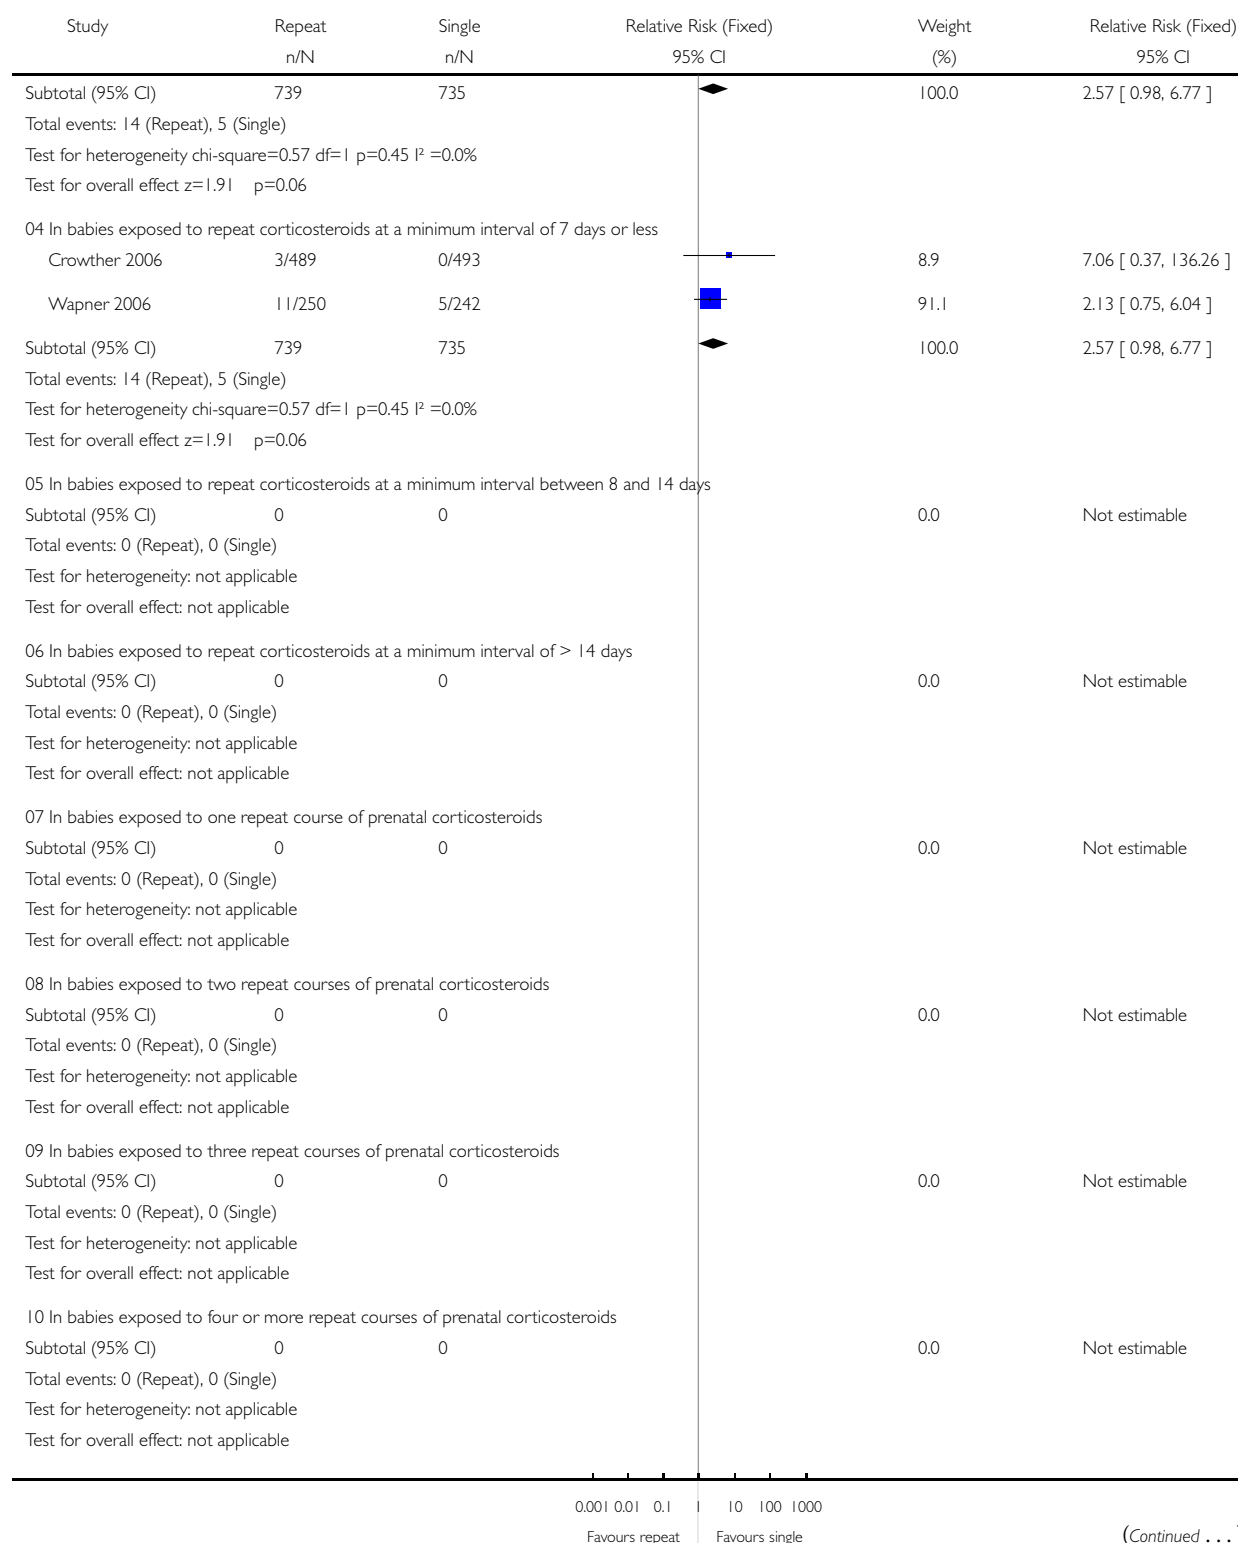 Study Repeat Single Relative Risk (Fixed) Weight Relative Risk (Fixed)
n/N n/N 95% CI (%) 95% CI
Subtotal (95% CI) 739 735 100.0 2.57 [ 0.98, 6.77 ]
Total events: 14 (Repeat), 5 (Single)
Test for heterogeneity chi-square=0.57 df=1 p=0.45 I² =0.0%
Test for overall effect z=1.91 p=0.06
04 In babies exposed to repeat corticosteroids at a minimum interval of 7 days or less
Crowther 2006 3/489 0/493 8.9 7.06 [ 0.37, 136.26 ]
Wapner 2006 11/250 5/242 91.1 2.13 [ 0.75, 6.04 ]
Subtotal (95% CI) 739 735 100.0 2.57 [ 0.98, 6.77 ]
Total events: 14 (Repeat), 5 (Single)
Test for heterogeneity chi-square=0.57 df=1 p=0.45 I² =0.0%
Test for overall effect z=1.91 p=0.06
05 In babies exposed to repeat corticosteroids at a minimum interval between 8 and 14 days
Subtotal (95% CI) 0 0 0.0 Not estimable
Total events: 0 (Repeat), 0 (Single)
Test for heterogeneity: not applicable
Test for overall effect: not applicable
06 In babies exposed to repeat corticosteroids at a minimum interval of > 14 days
Subtotal (95% CI) 0 0 0.0 Not estimable
Total events: 0 (Repeat), 0 (Single)
Test for heterogeneity: not applicable
Test for overall effect: not applicable
07 In babies exposed to one repeat course of prenatal corticosteroids
Subtotal (95% CI) 0 0 0.0 Not estimable
Total events: 0 (Repeat), 0 (Single)
Test for heterogeneity: not applicable
Test for overall effect: not applicable
08 In babies exposed to two repeat courses of prenatal corticosteroids
Subtotal (95% CI) 0 0 0.0 Not estimable
Total events: 0 (Repeat), 0 (Single)
Test for heterogeneity: not applicable
Test for overall effect: not applicable
09 In babies exposed to three repeat courses of prenatal corticosteroids
Subtotal (95% CI) 0 0 0.0 Not estimable
Total events: 0 (Repeat), 0 (Single)
Test for heterogeneity: not applicable
Test for overall effect: not applicable
10 In babies exposed to four or more repeat courses of prenatal corticosteroids
Subtotal (95% CI) 0 0 0.0 Not estimable
Total events: 0 (Repeat), 0 (Single)
Test for heterogeneity: not applicable
Test for overall effect: not applicable
0.001 0.01 0.1 1 10 100 1000
Favours repeat Favours single (Continued . . .